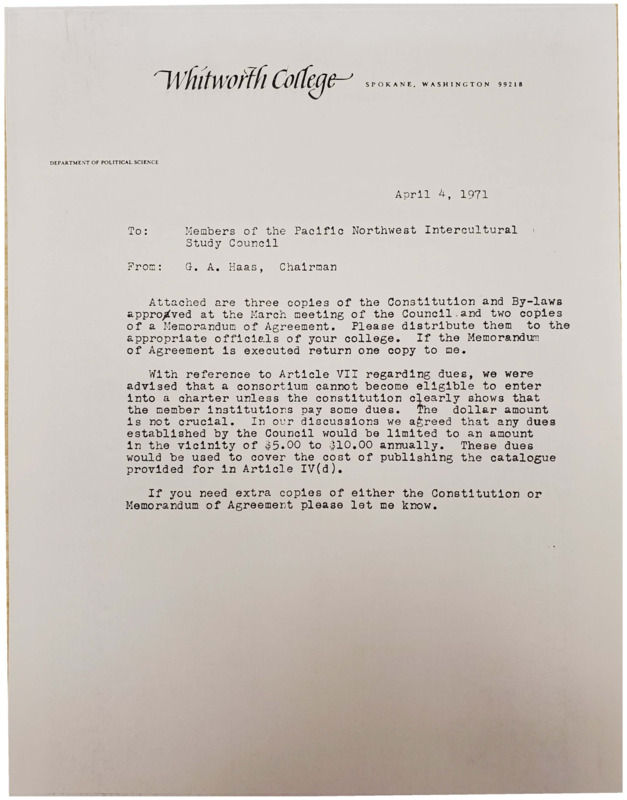 Whitworth College SPOKANE, WASHINGTON 99218
DEPARTMENT OF POLITICAL SCIENCE
April 4, 1971
To: Members of the Pacific Northwest Intercultural
Study Council
From: G. A. Haas, Chairman
Attached are three copies of the Constitution and By-laws
approved at the March meeting of the Council and two copies
of a Memorandum of Agreement. Please distribute them to the
appropriate officials of your college. If the Memorandum
of Agreement is executed return one copy to me.
With reference to Article VII regarding dues, we were
advised that a consortium cannot become eligible to enter
into a charter unless the constitution clearly shows that
the member institutions pay some dues. The dollar amount
is not crucial. In our discussions we agreed that any dues
established by the Council would be limited to an amount
in the vicinity of $5.00 to $10.00 annually. These dues
would be used to cover the cost of publishing the catalogue
provided for in Article IV(d).
If you need extra copies of either the Constitution or
Memorandum of Agreement please let me know.